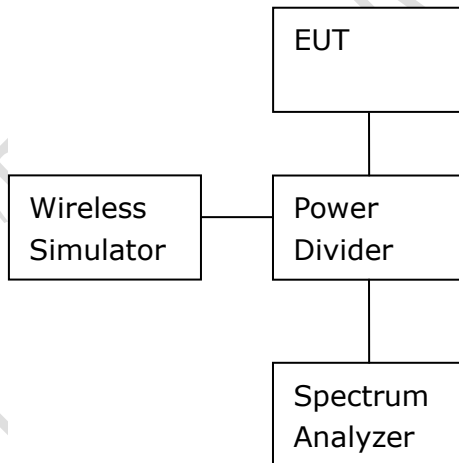 EUT
Wireless
Simulator
Power
Divider
Spectrum
Analyzer